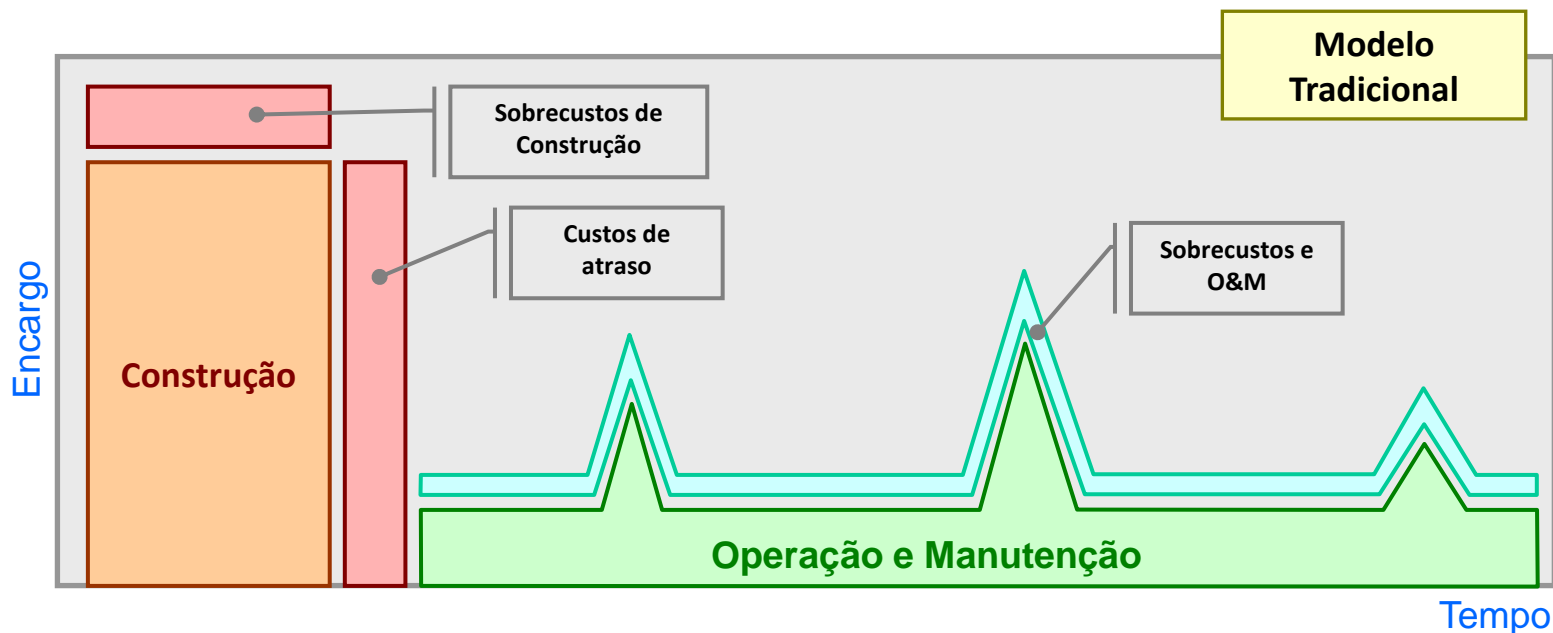 Modelo
Tradicional
Sobrecustos de
Construção
Custos de
atraso
Sobrecustos e
O&M
Encargo
Construção
Operação e Manutenção
Tempo